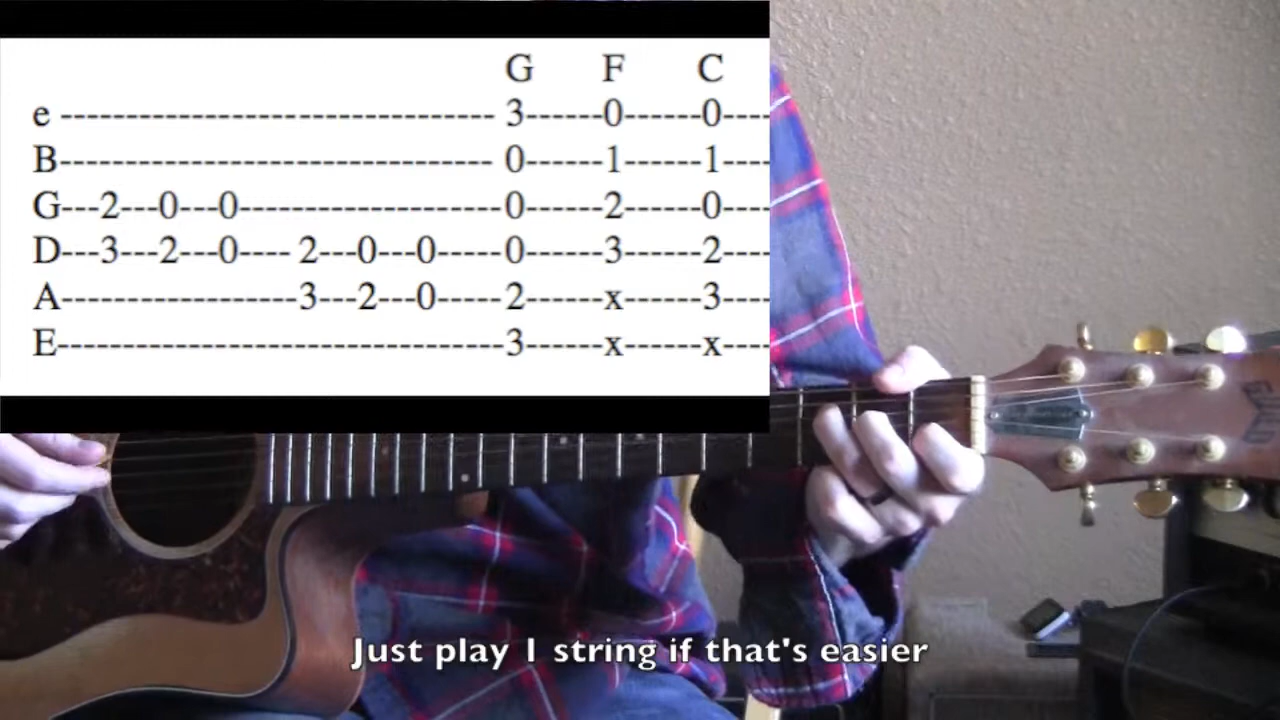 G F C
e --------------------------------- 3------0------0----
B--------------------------------- 0------1------1----
G---2---0---0------------------------0------2------0----
D---3---2---0---- 2---0---0-----0------3------2----
A------------------3---2---0-----2------x------3----
E----------------------------------3------x------x----
GUILD
Just play 1 string if that's easier